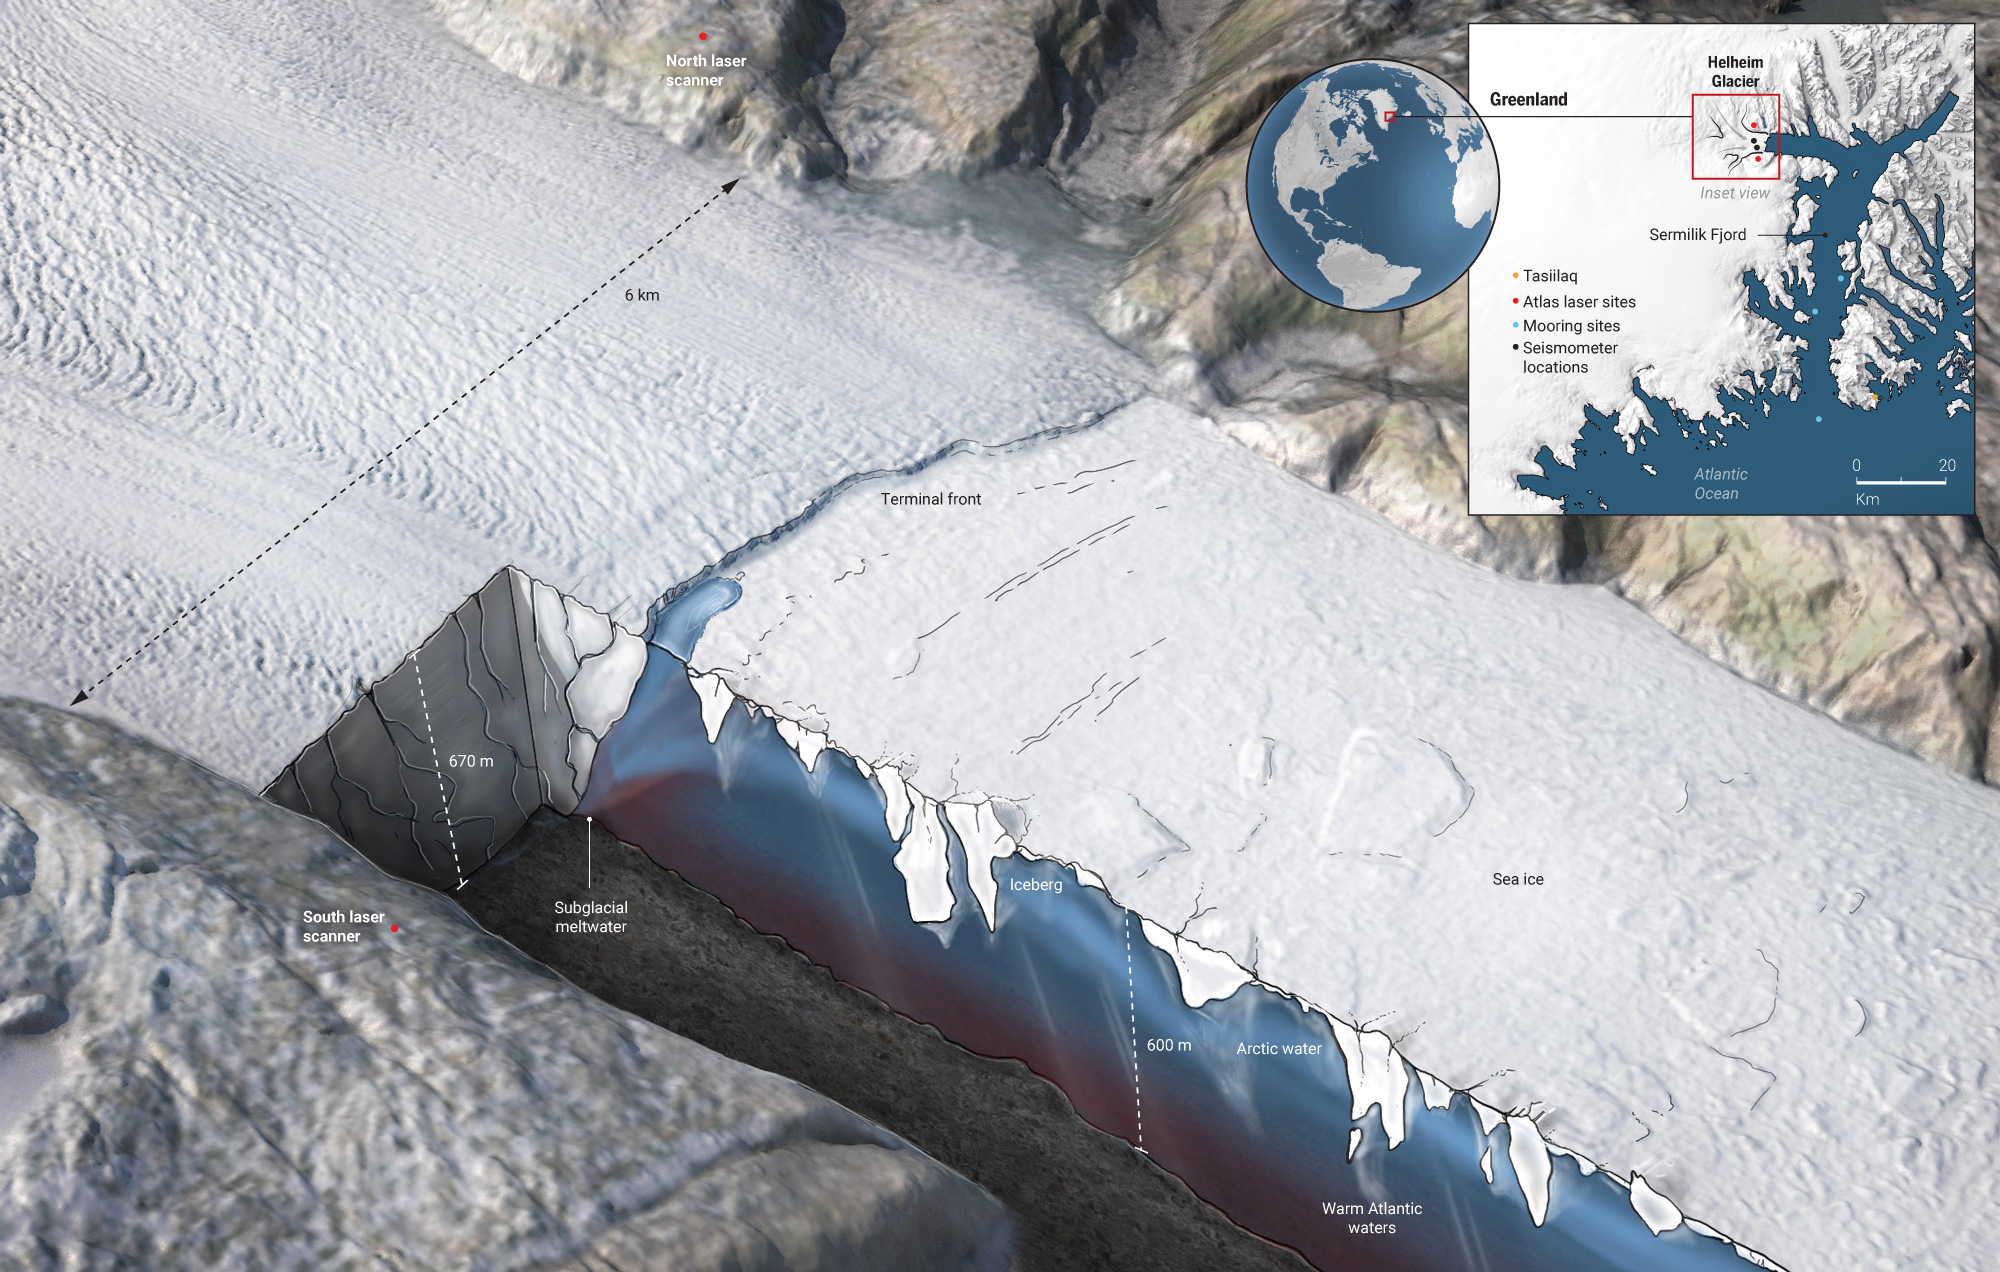 North laser
scanner
6 km
Terminal front
670 m
Subglacial
meltwater
South laser
scanner
Iceberg
600 m
Arctic water
Warm Atlantic
waters
Sea ice
Greenland
Helheim
Glacier
Inset view
Sermilik Fjord
Tasiilaq
Atlas laser sites
Mooring sites
Seismometer
locations
Atlantic
Ocean
0 20
Km